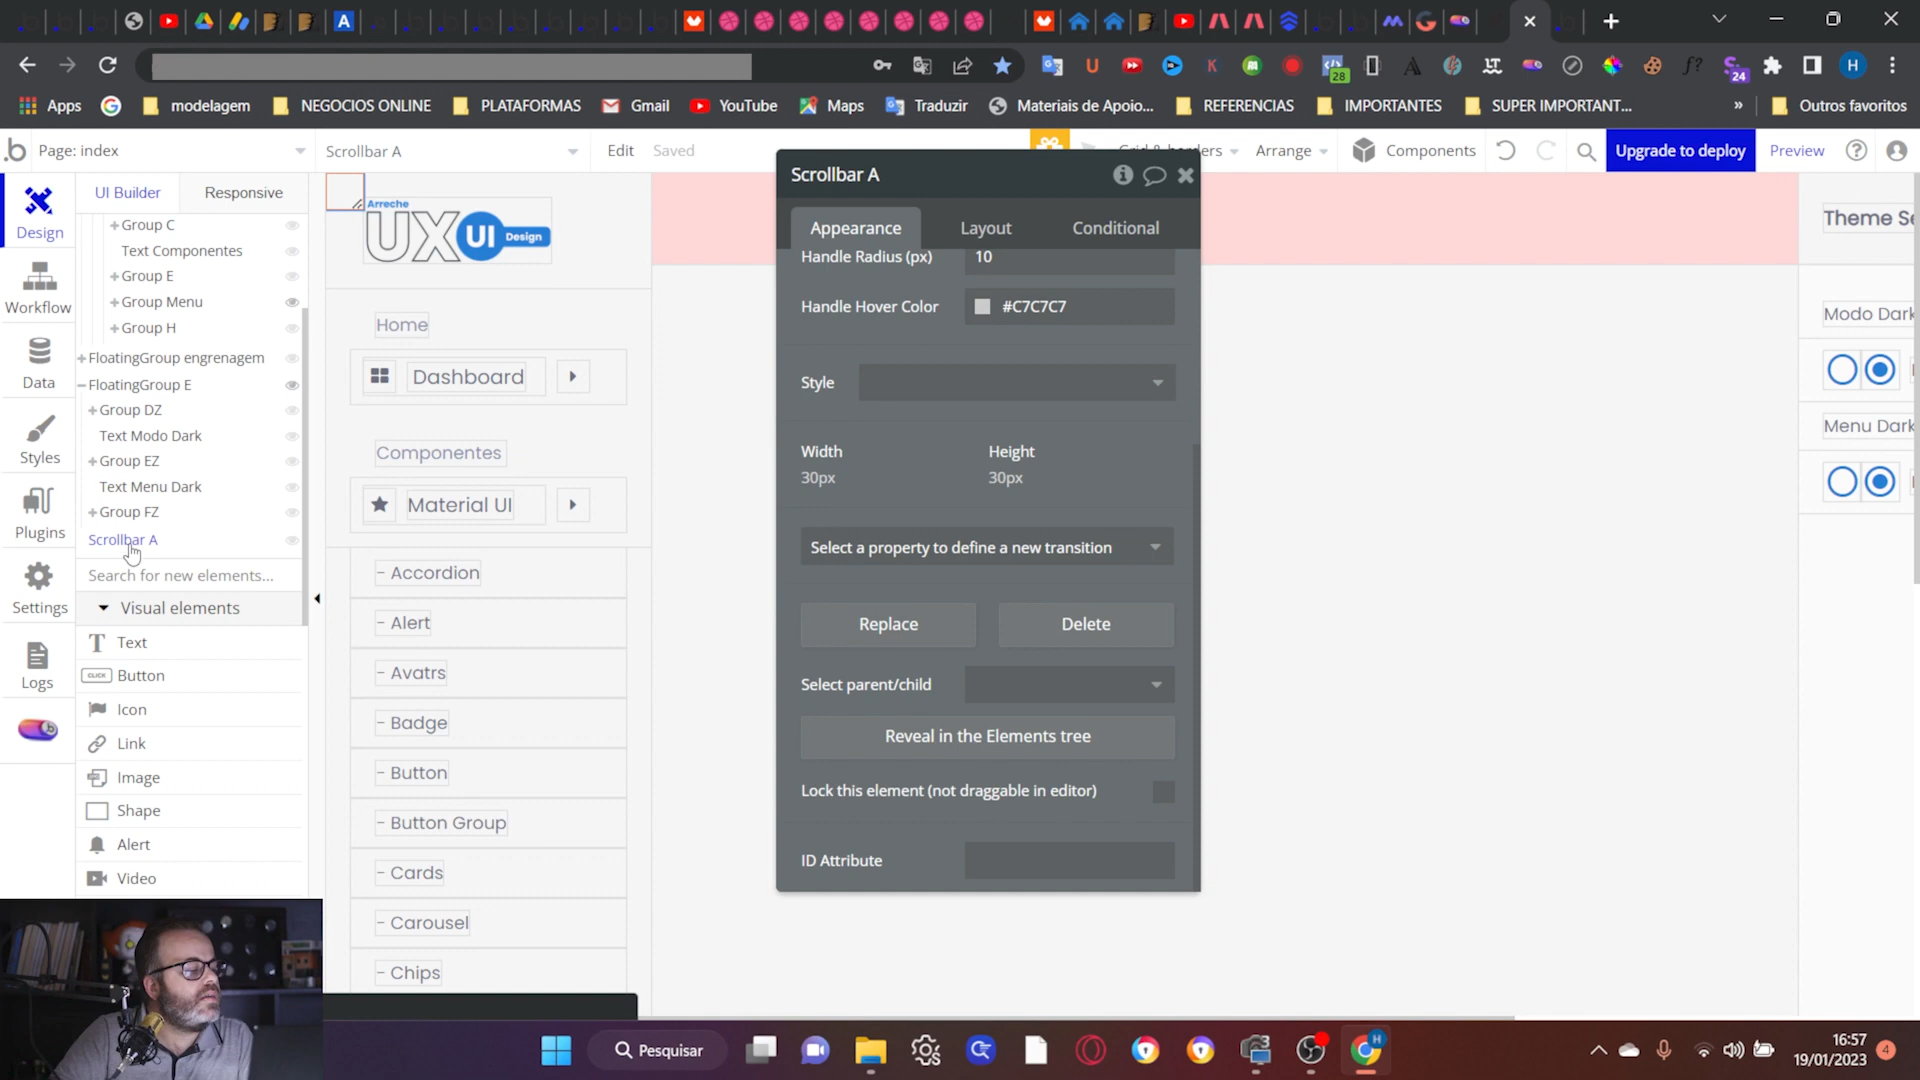 28
24
H
Apps
modelagem
NEGOCIOS ONLINE
PLATAFORMAS
Gmail
YouTube
Maps
Traduzir
Materiais de Apoio...
REFERENCIAS
IMPORTANTES
SUPER IMPORTANT...
»
Outros favoritos
Page: index
Scrollbar A
Edit
Saved
Arrange
Components
Upgrade to deploy
Preview
Design
Workflow
Data
Styles
Plugins
Settings
Logs
UI Builder
Responsive
Group C
Text Componentes
Group E
Group Menu
Group H
FloatingGroup engrenagem
FloatingGroup E
Group DZ
Text Modo Dark
Group EZ
Text Menu Dark
Group FZ
Scrollbar A
Search for new elements...
Visual elements
Text
CLICK Button
Icon
Link
Image
Shape
Alert
Video
Arreche
UX UI Design
Home
Dashboard
Componentes
Material UI
- Accordion
- Alert
- Avatrs
- Badge
- Button
- Button Group
- Cards
- Carousel
- Chips
Scrollbar A
Appearance
Layout
Conditional
Handle Radius (px)
10
Handle Hover Color
#C7C7C7
Style
Width
Height
30px
30px
Select a property to define a new transition
Replace
Delete
Select parent/child
Reveal in the Elements tree
Lock this element (not draggable in editor)
ID Attribute
Theme Se
Modo Dark
Menu Dark
Pesquisar
16:57
19/01/2023
4